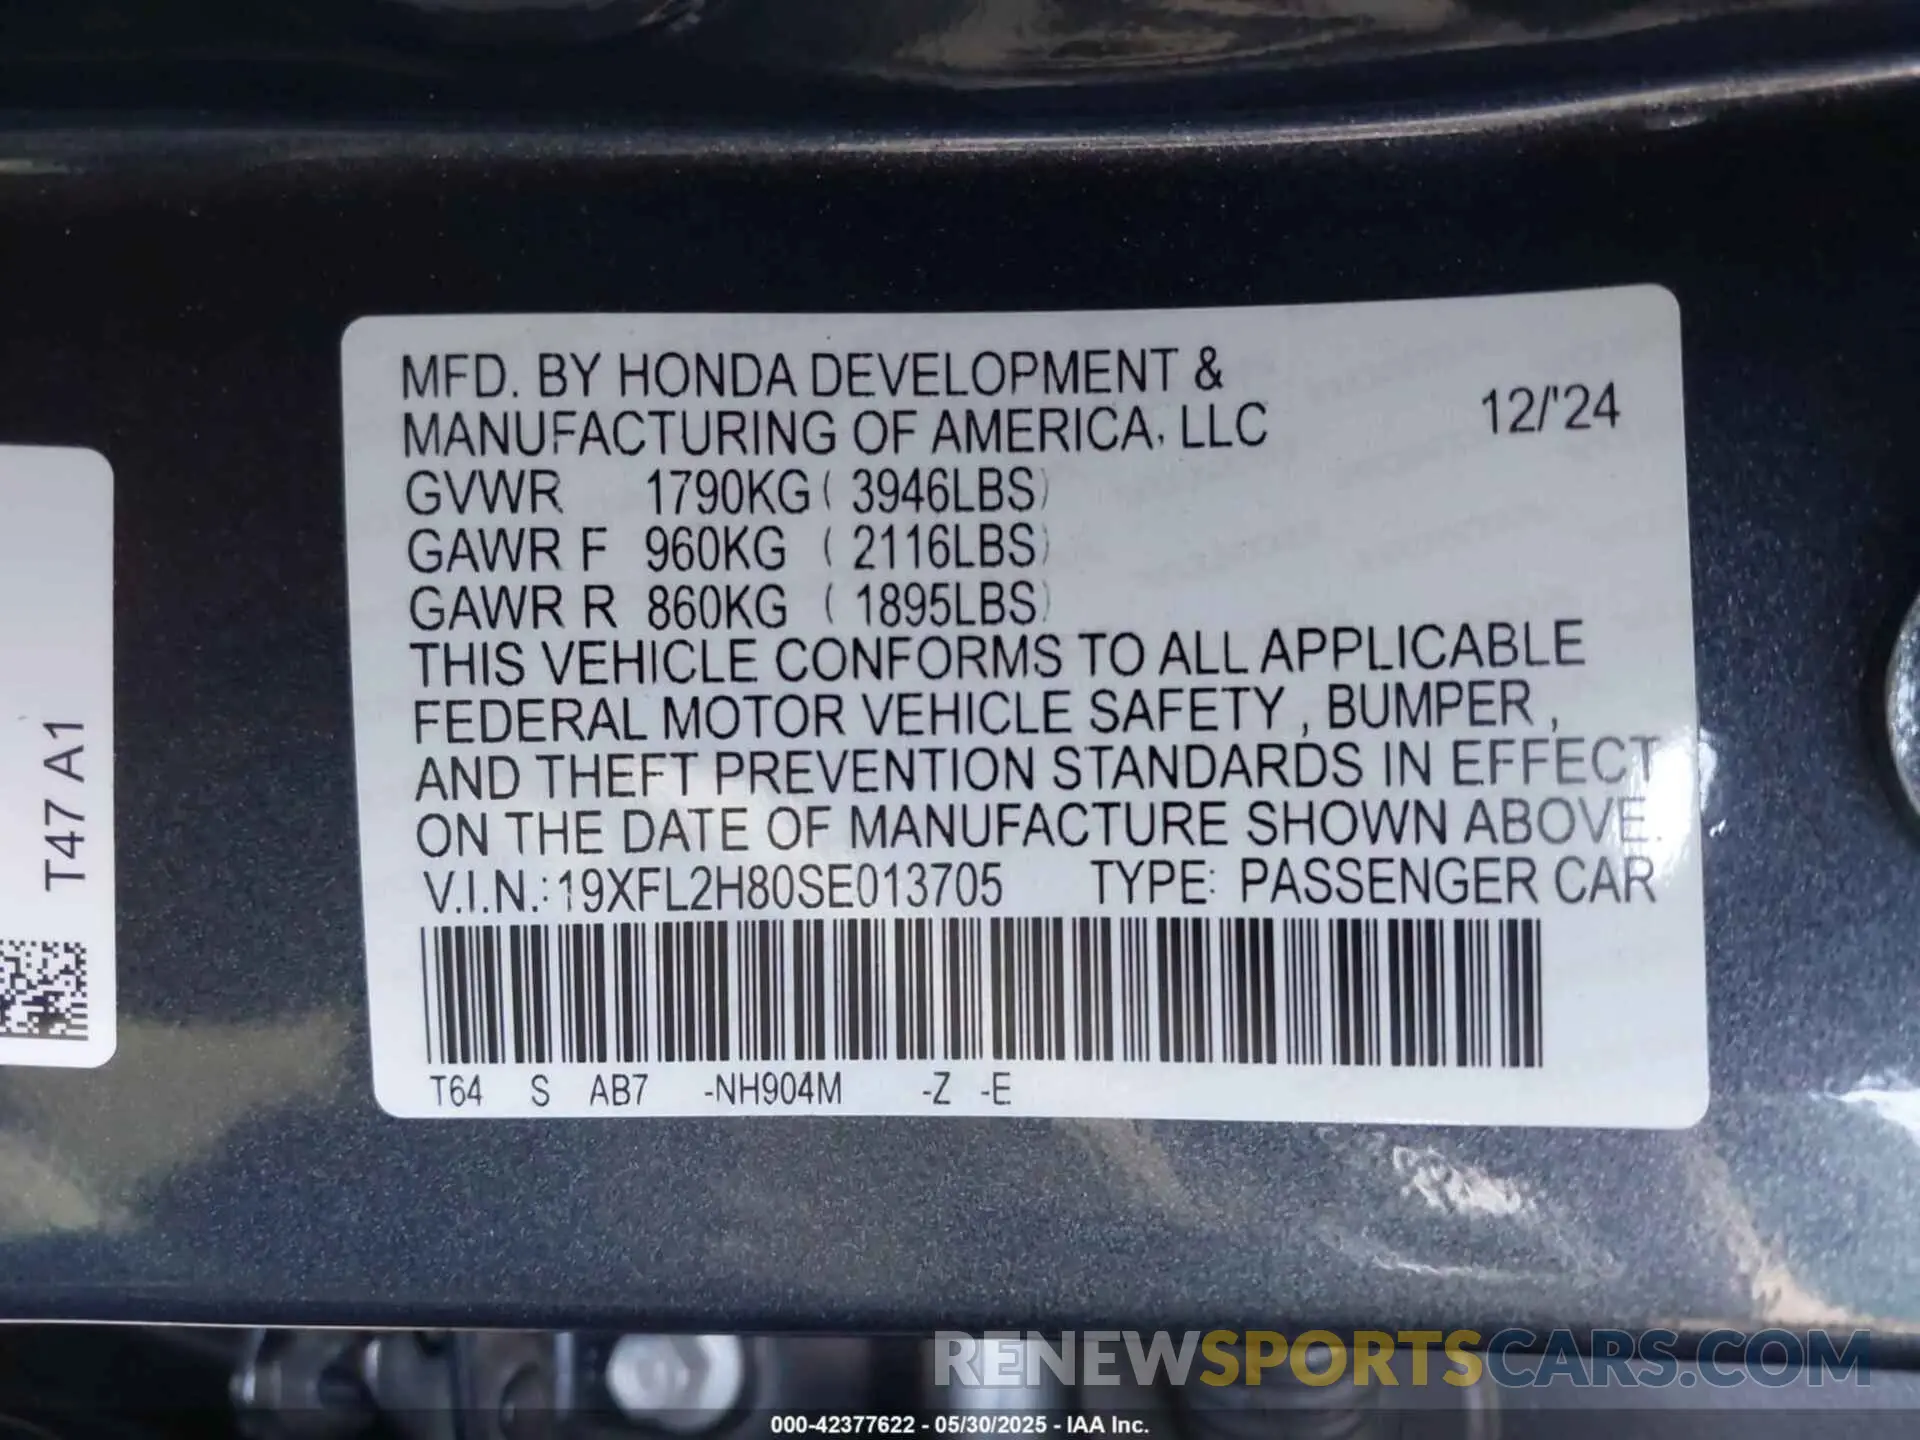 MFD. BY HONDA DEVELOPMENT &
MANUFACTURING OF AMERICA, LLC 12/'24
GVWR 1790KG ( 3946LBS)
GAWR F 960KG ( 2116LBS)
GAWR R 860KG ( 1895LBS)
THIS VEHICLE CONFORMS TO ALL APPLICABLE
FEDERAL MOTOR VEHICLE SAFETY , BUMPER ,
AND THEFT PREVENTION STANDARDS IN EFFECT
ON THE DATE OF MANUFACTURE SHOWN ABOVE.
V.I.N.: 19XFL2H80SE013705 TYPE: PASSENGER CAR
T64 S AB7 -NH904M -Z -E
T47 A1
RENEWSPORTSCARS.COM
000-42377622 - 05/30/2025 - IAA Inc.